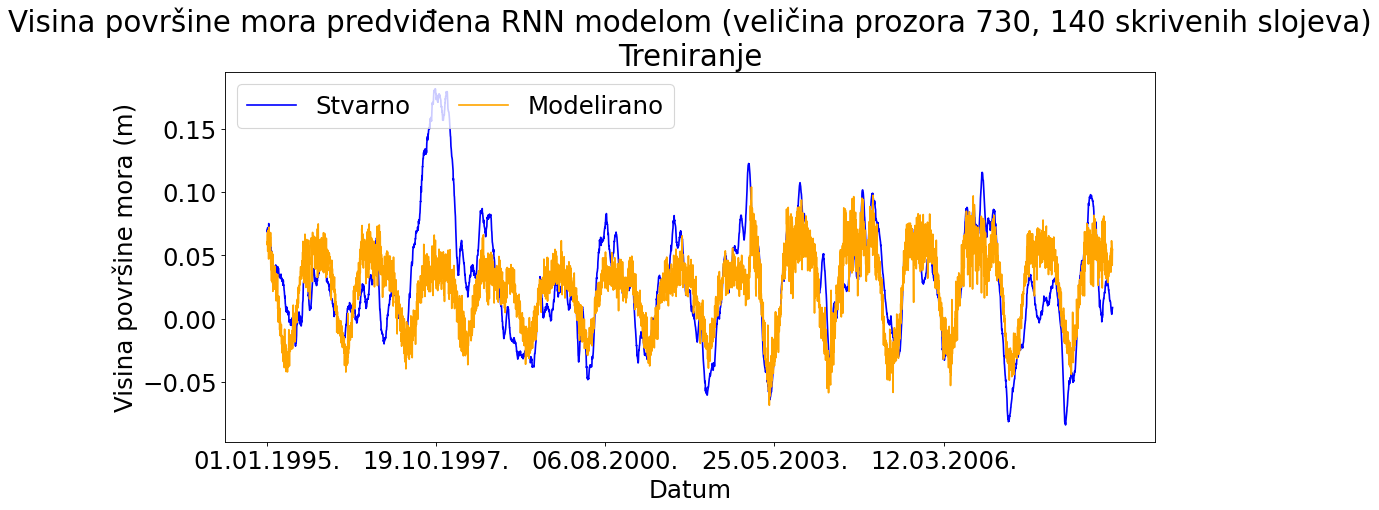 Visina površine mora predviđena RNN modelom (veličina prozora 730, 140 skrivenih slojeva)
Treniranje
Stvarno
Modelirano
Visina površine mora (m)
0.15
0.10
0.05
0.00
−0.05
01.01.1995.
19.10.1997.
06.08.2000.
25.05.2003.
12.03.2006.
Datum